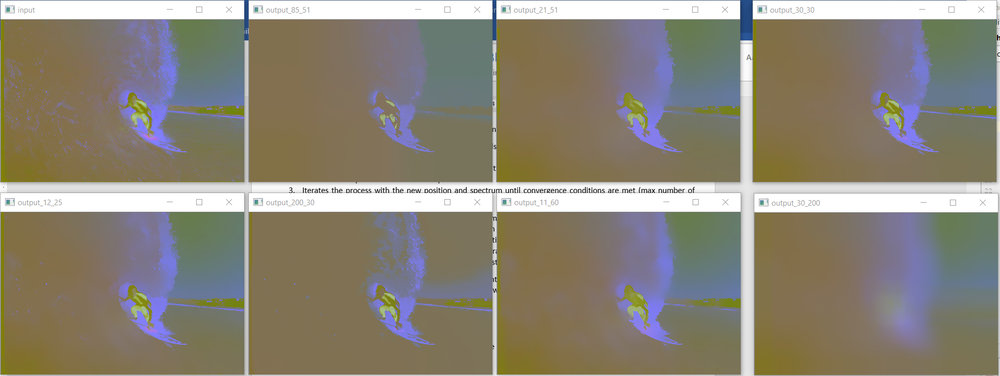 input
output_85_51
output_21_51
output_30_30
3. Iterates the process with the new position and spectrum until convergence conditions are met (max number of
output_12_25
output_200_30
output_11_60
output_30_200